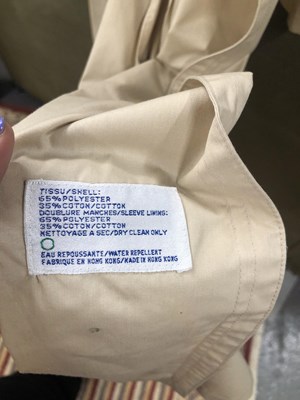 TISSU/SHELL:
65% POLYESTER
35% COTON/COTTON
DOUBLURE MANCHES/SLEEVE LINING:
65% POLYESTER
35% COTON/COTTON
NETTOYAGE A SEC/DRY CLEAN ONLY
EAU REPOUSSANTE/WATER REPELLENT
FABRIQUE EN HONG KONG/MADE IN HONG KONG